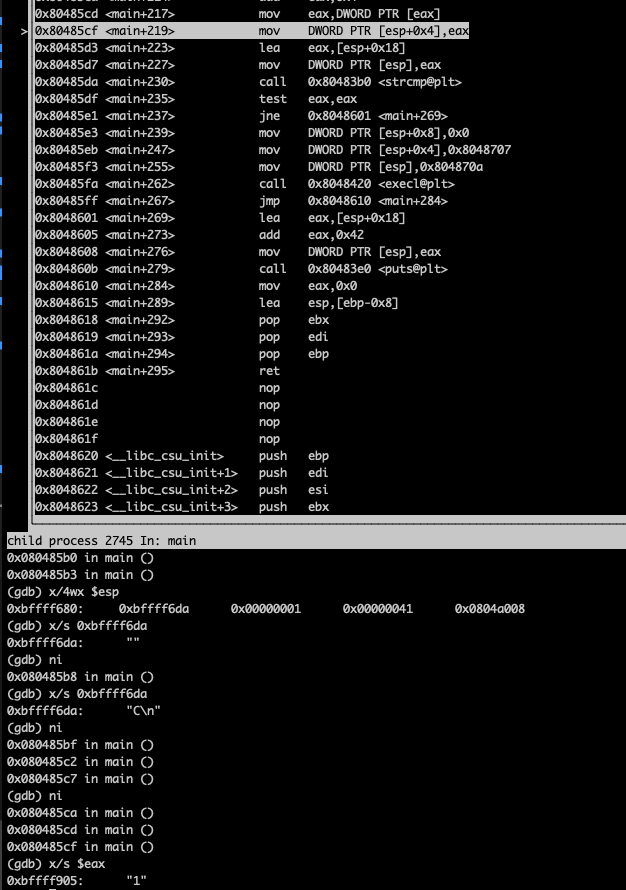 0x80485cd <main+217> mov eax,DWORD PTR [eax]
> 0x80485cf <main+219> mov DWORD PTR [esp+0x4],eax
0x80485d3 <main+223> lea eax,[esp+0x18]
0x80485d7 <main+227> mov DWORD PTR [esp],eax
0x80485da <main+230> call 0x80483b0 <strcmp@plt>
0x80485df <main+235> test eax,eax
0x80485e1 <main+237> jne 0x8048601 <main+269>
0x80485e3 <main+239> mov DWORD PTR [esp+0x8],0x0
0x80485eb <main+247> mov DWORD PTR [esp+0x4],0x8048707
0x80485f3 <main+255> mov DWORD PTR [esp],0x804870a
0x80485fa <main+262> call 0x8048420 <execl@plt>
0x80485ff <main+267> jmp 0x8048610 <main+284>
0x8048601 <main+269> lea eax,[esp+0x18]
0x8048605 <main+273> add eax,0x42
0x8048608 <main+276> mov DWORD PTR [esp],eax
0x804860b <main+279> call 0x80483e0 <puts@plt>
0x8048610 <main+284> mov eax,0x0
0x8048615 <main+289> lea esp,[ebp-0x8]
0x8048618 <main+292> pop ebx
0x8048619 <main+293> pop edi
0x804861a <main+294> pop ebp
0x804861b <main+295> ret
0x804861c nop
0x804861d nop
0x804861e nop
0x804861f nop
0x8048620 <__libc_csu_init> push ebp
0x8048621 <__libc_csu_init+1> push edi
0x8048622 <__libc_csu_init+2> push esi
0x8048623 <__libc_csu_init+3> push ebx
child process 2745 In: main
0x080485b0 in main ()
0x080485b3 in main ()
(gdb) x/4wx $esp
0xbffff680: 0xbffff6da 0x00000001 0x00000041 0x0804a008
(gdb) x/s 0xbffff6da
0xbffff6da: ""
(gdb) ni
0x080485b8 in main ()
(gdb) x/s 0xbffff6da
0xbffff6da: "C\n"
(gdb) ni
0x080485bf in main ()
0x080485c2 in main ()
0x080485c7 in main ()
(gdb) ni
0x080485ca in main ()
0x080485cd in main ()
0x080485cf in main ()
(gdb) x/s $eax
0xbffff905: "1"